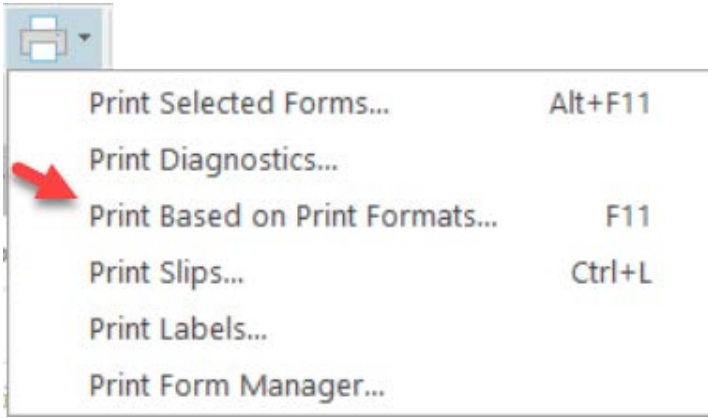 Print Selected Forms... Alt+F11
Print Diagnostics...
Print Based on Print Formats... F11
Print Slips... Ctrl+L
Print Labels...
Print Form Manager...